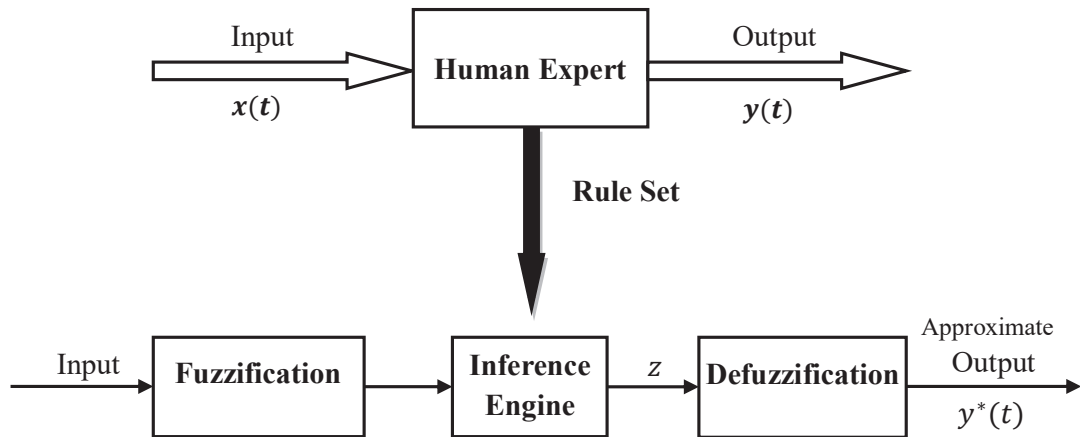 Input
Output
Human Expert
x(t)
y(t)
Rule Set
Approximate
Input
Fuzzification
Inference
Engine
z
Defuzzification
Output
y*(t)